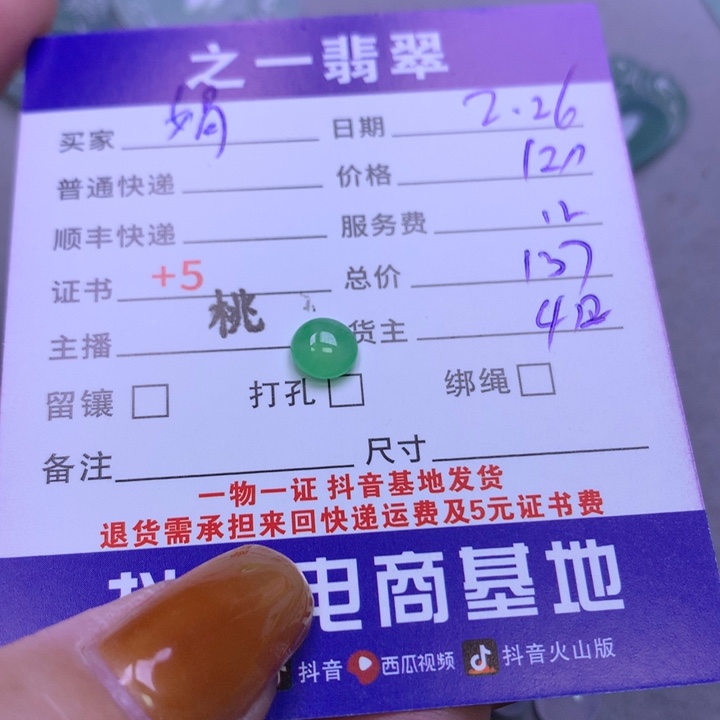 之一翡翠
买家 娟 日期 2.26
普通快递 价格 120
顺丰快递 服务费 12
证书 +5 总价 137
主播 桃 货主
留镶 打孔 绑绳
备注 尺寸
一物一证 抖音基地发货
退货需承担来回快递运费及5元证书费
电商基地
抖音 西瓜视频 抖音火山版